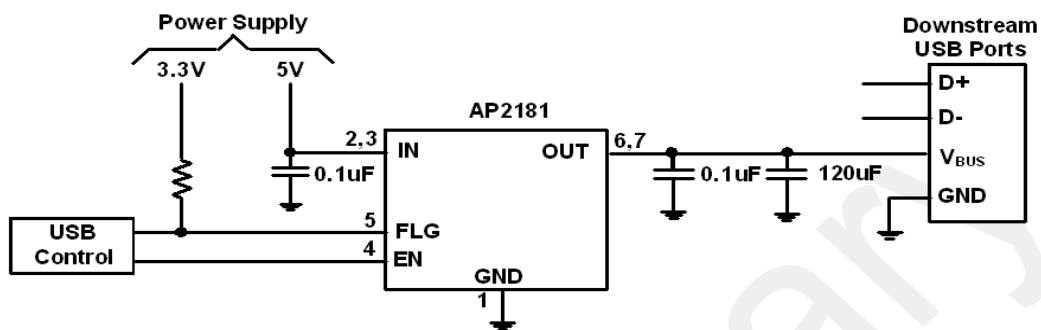 Power Supply
3.3V
5V
Downstream
USB Ports
D+
D-
VBUS
GND
AP2181
2,3
IN
OUT
6,7
0.1uF
0.1uF
120uF
USB
Control
5
FLG
4
EN
GND
1
ary